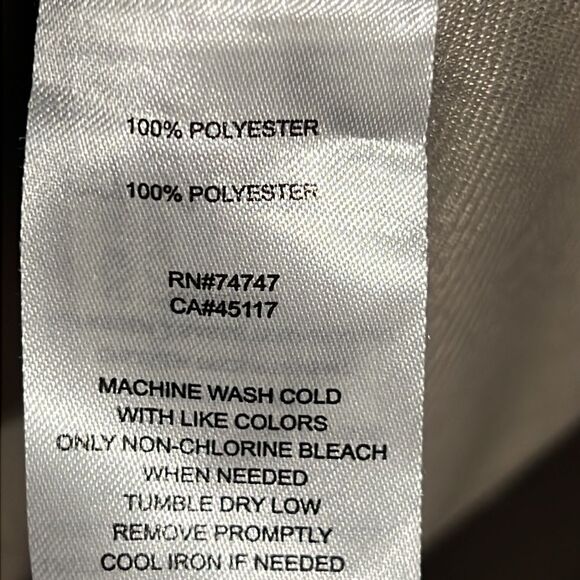 100% POLYESTER
100% POLYESTER
RN#74747
CA#45117
MACHINE WASH COLD
WITH LIKE COLORS
ONLY NON-CHLORINE BLEACH
WHEN NEEDED
TUMBLE DRY LOW
REMOVE PROMPTLY
COOL IRON IF NEEDED